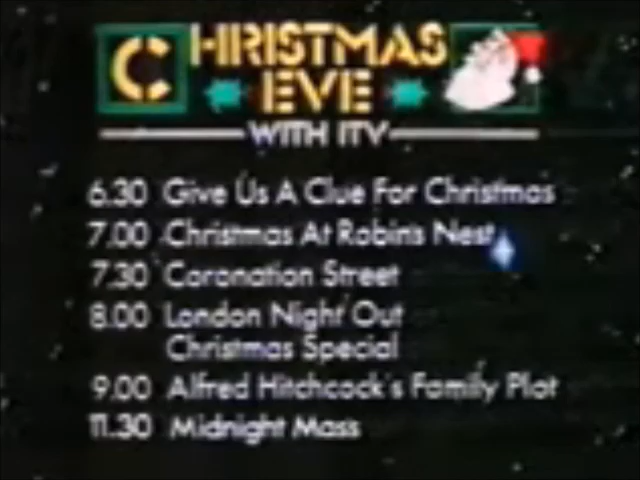 CHRISTMAS
EVE
WITH ITV
6.30 Give Us A Clue For Christmas
7.00 Christmas At Robin's Nest
7.30 Coronation Street
8.00 London Night Out
Christmas Special
9.00 Alfred Hitchcock's Family Plot
11.30 Midnight Mass